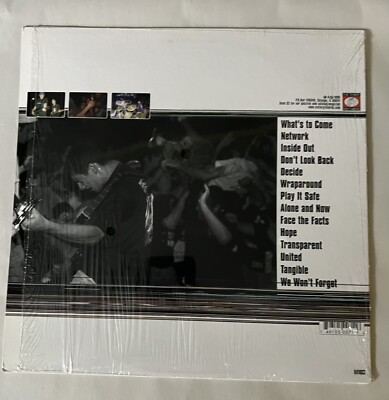 What's to Come
Network
Inside Out
Don't Look Back
Decide
Wraparound
Play It Safe
Alone and Now
Face the Facts
Hope
Transparent
United
Tangible
We Won't Forget